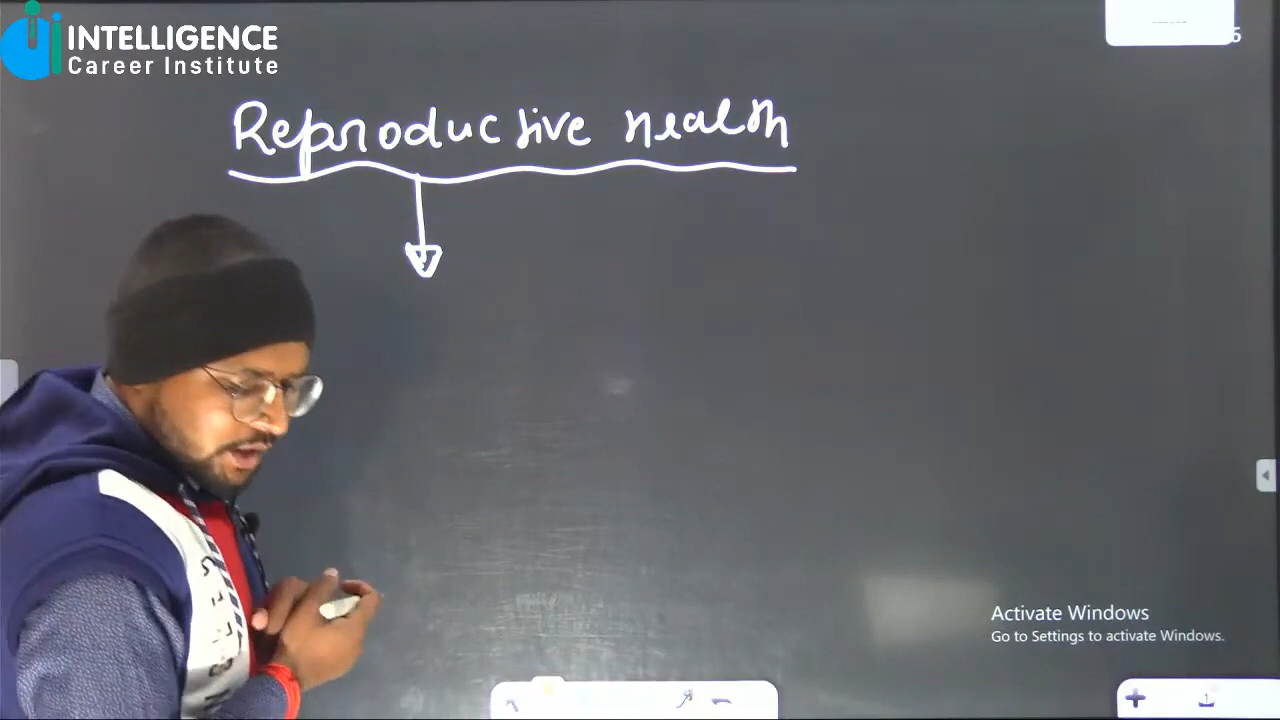 INTELLIGENCE
Career Institute
Reproductive health
Activate Windows
Go to Settings to activate Windows.